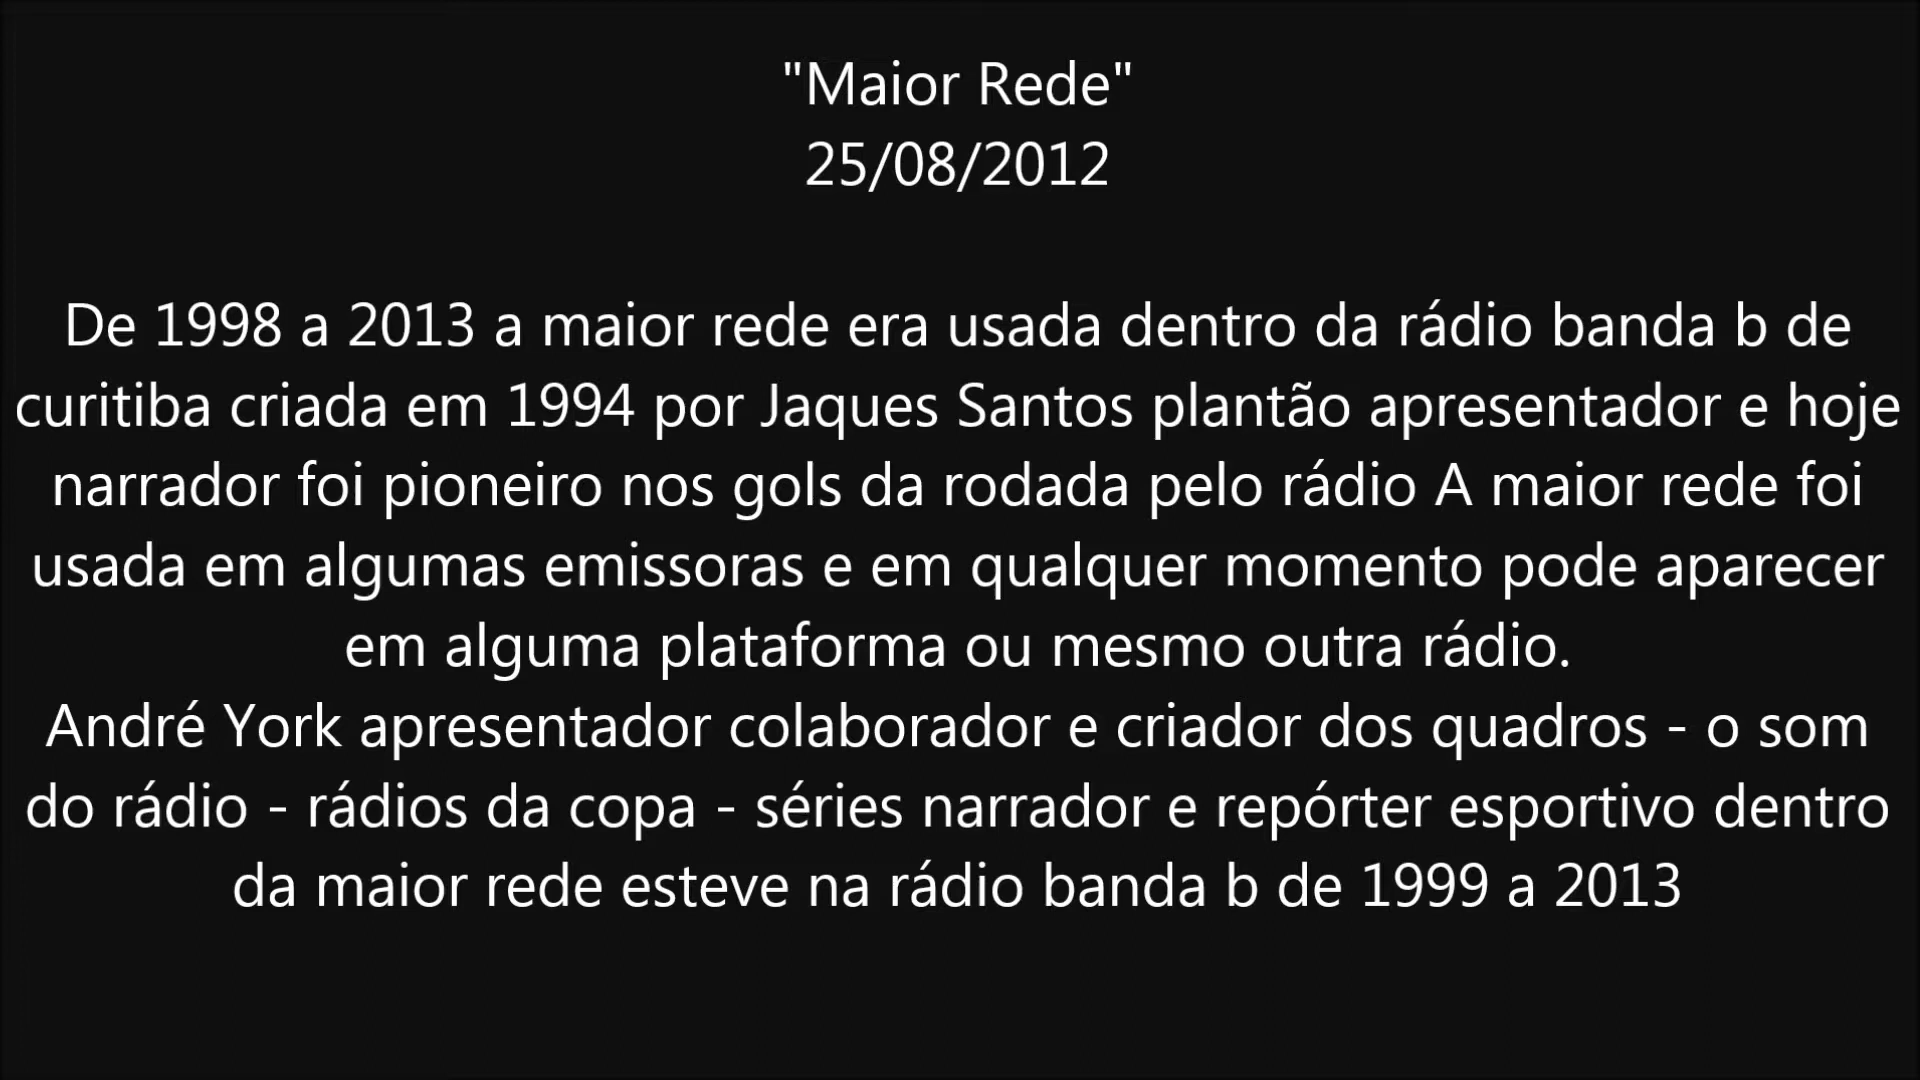 "Maior Rede"
25/08/2012
De 1998 a 2013 a maior rede era usada dentro da rádio banda b de
curitiba criada em 1994 por Jaques Santos plantão apresentador e hoje
narrador foi pioneiro nos gols da rodada pelo rádio A maior rede foi
usada em algumas emissoras e em qualquer momento pode aparecer
em alguma plataforma ou mesmo outra rádio.
André York apresentador colaborador e criador dos quadros - o som
do rádio - rádios da copa - séries narrador e repórter esportivo dentro
da maior rede esteve na rádio banda b de 1999 a 2013